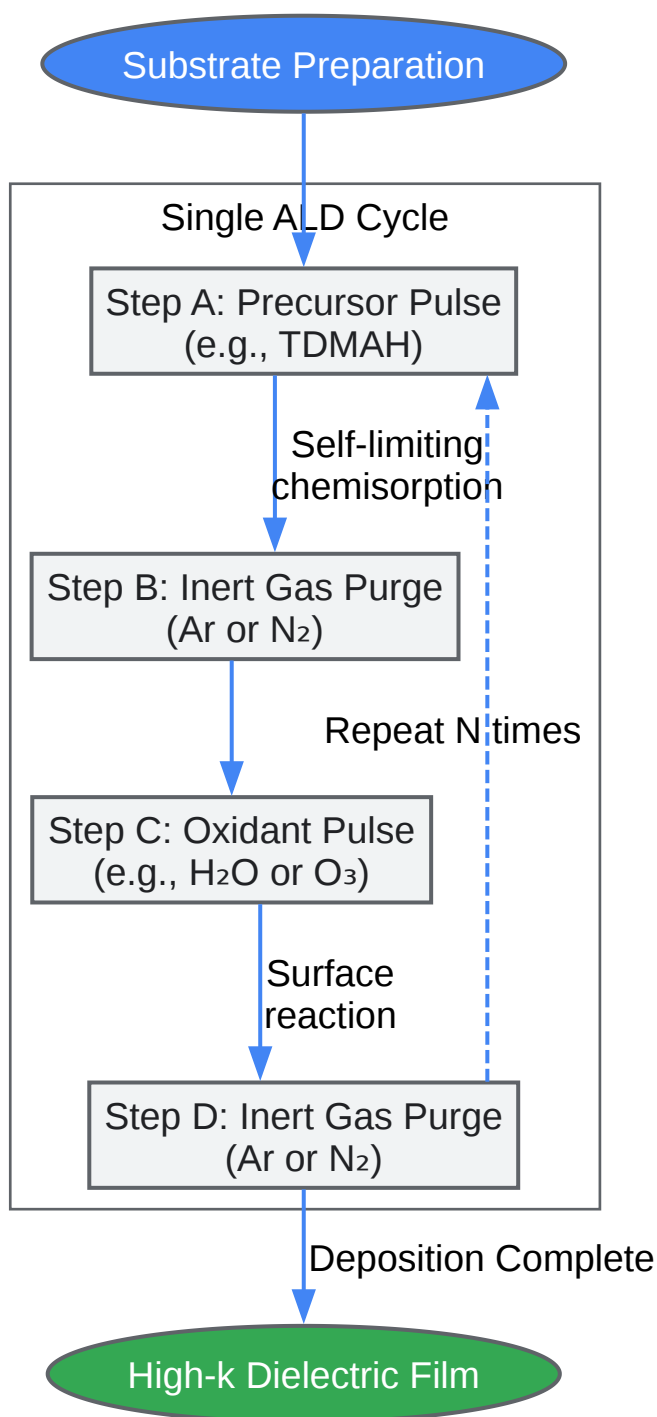 Substrate Preparation
Single ALD Cycle
Step A: Precursor Pulse
(e.g., TDMAH)
Self-limiting
chemisorption
Step B: Inert Gas Purge
(Ar or N₂)
Repeat N times
Step C: Oxidant Pulse
(e.g., H₂O or O₃)
Surface
reaction
Step D: Inert Gas Purge
(Ar or N₂)
Deposition Complete
High-k Dielectric Film